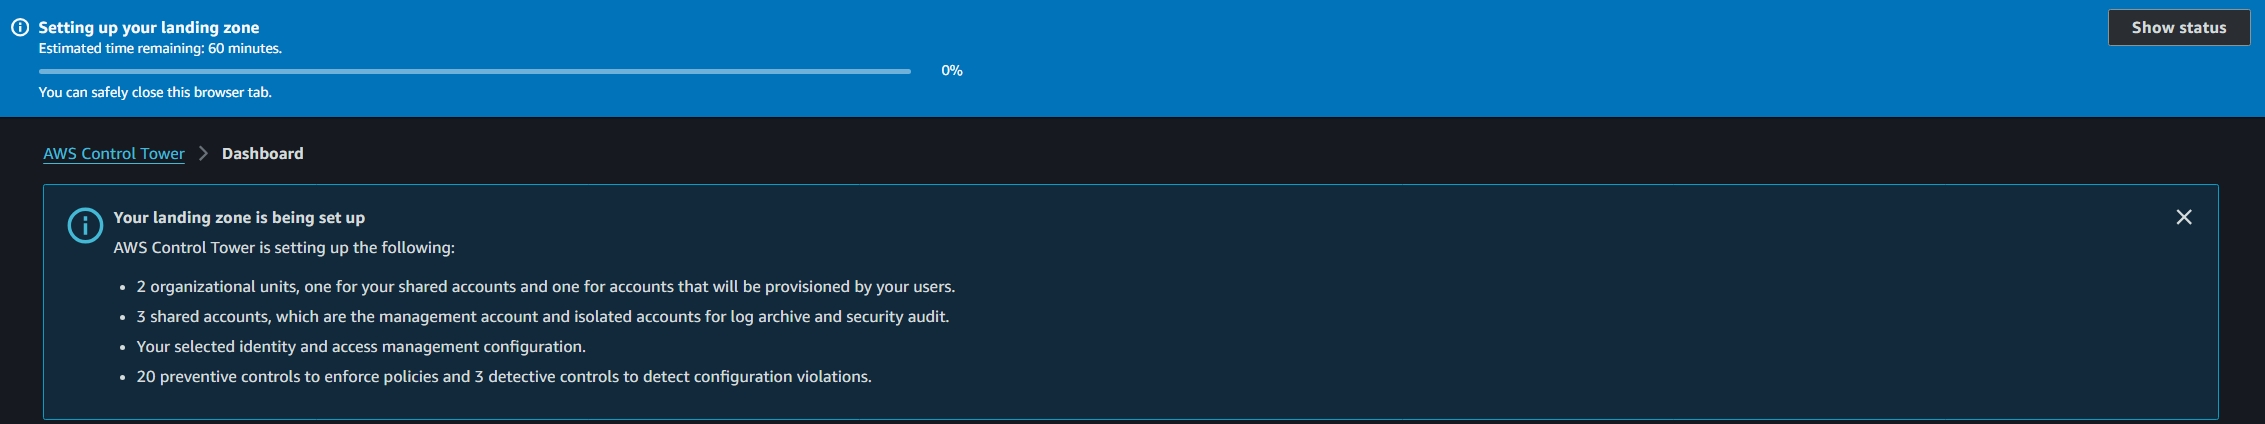 Setting up your landing zone
Show status
Estimated time remaining: 60 minutes.
0%
You can safely close this browser tab.
AWS Control Tower > Dashboard
Your landing zone is being set up
AWS Control Tower is setting up the following:
• 2 organizational units, one for your shared accounts and one for accounts that will be provisioned by your users.
• 3 shared accounts, which are the management account and isolated accounts for log archive and security audit.
• Your selected identity and access management configuration.
• 20 preventive controls to enforce policies and 3 detective controls to detect configuration violations.